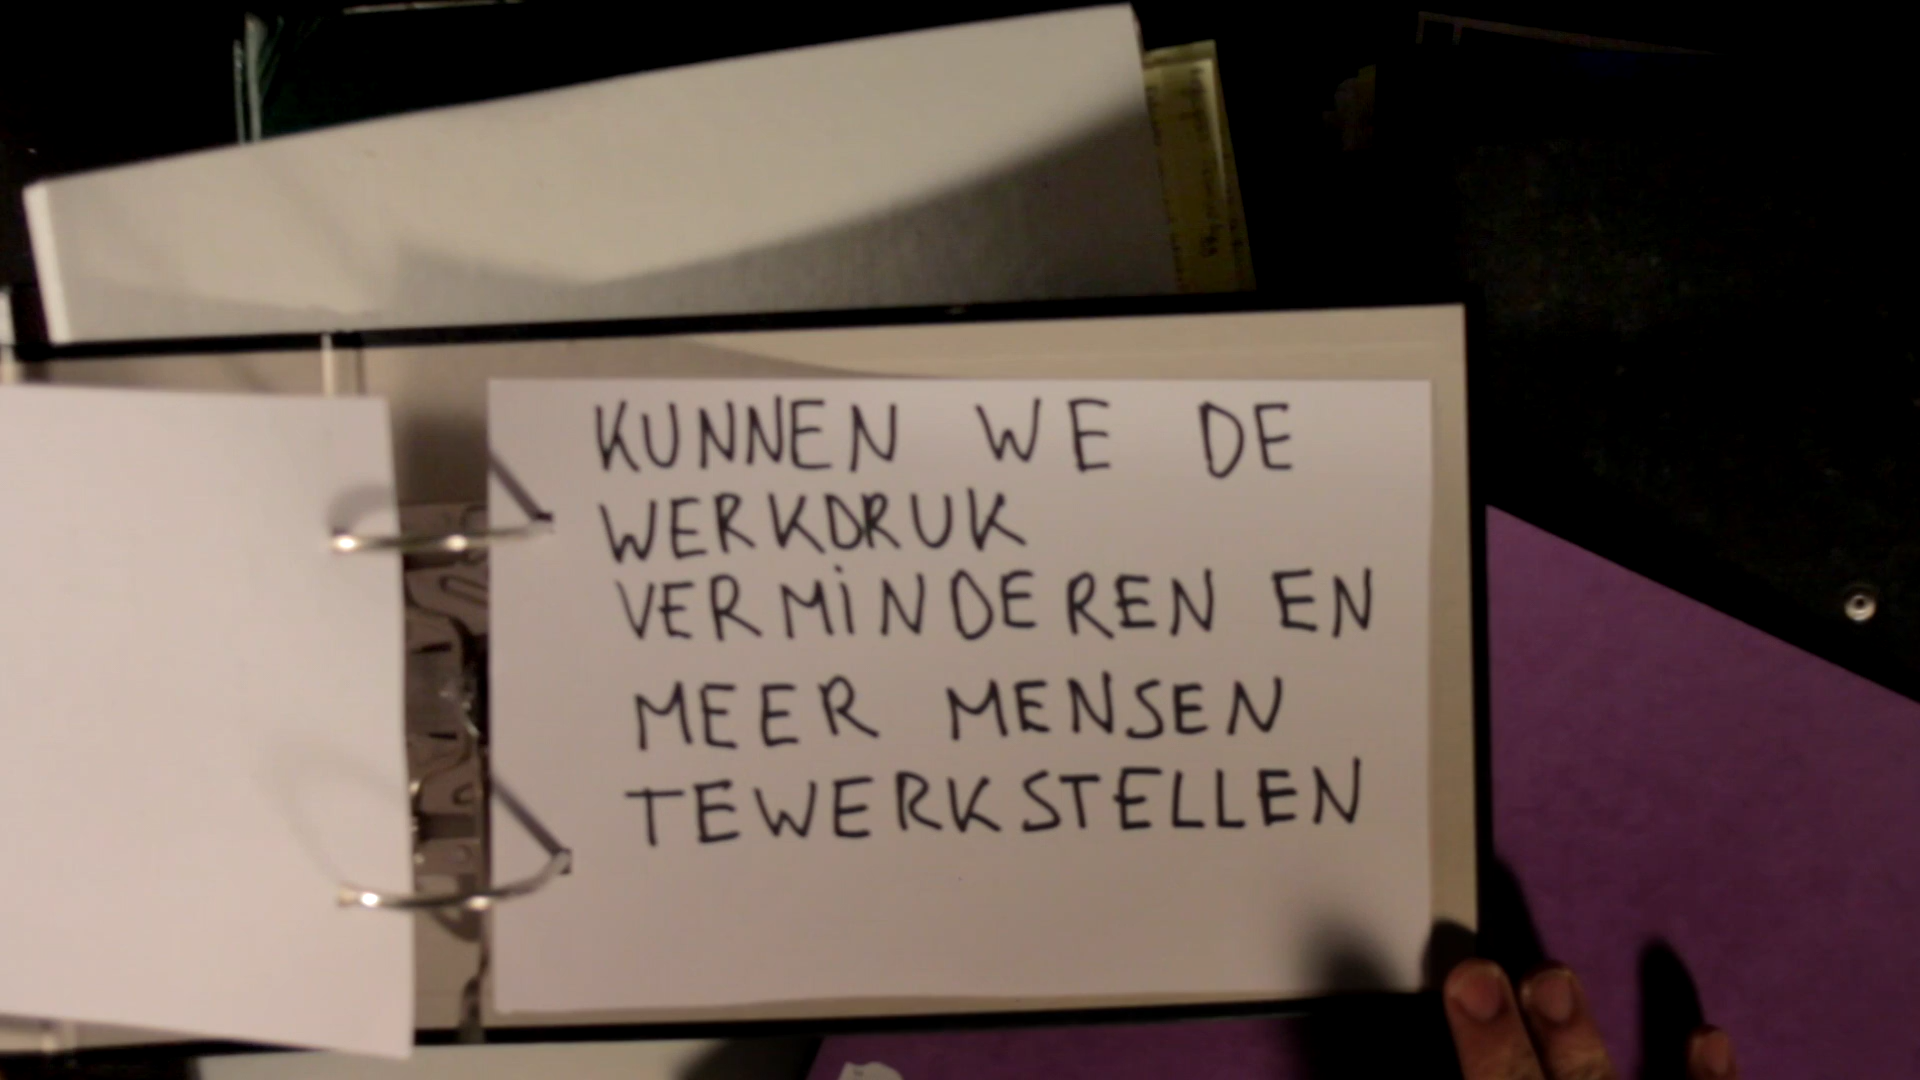 KUNNEN WE DE
WERKDRUK
VERMINDEREN EN
MEER MENSEN
TEWERKSTELLEN